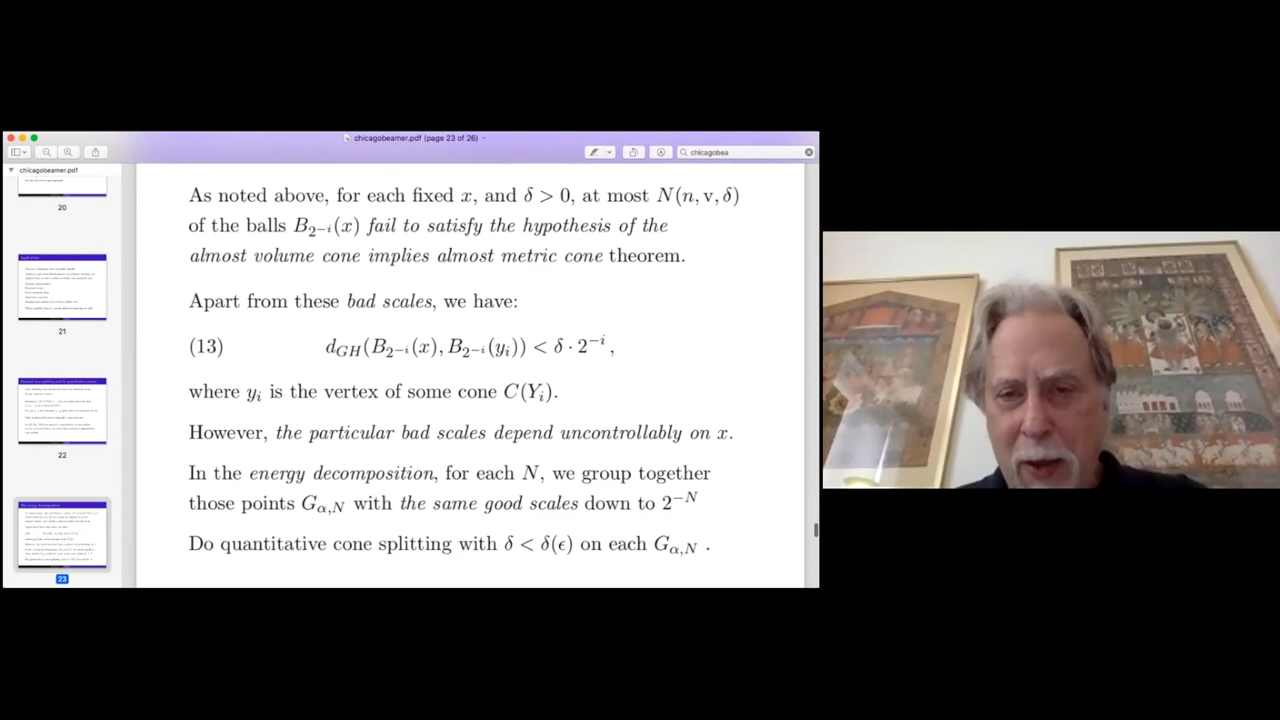 chicagobeamer.pdf (page 23 of 26)
chicagobea
chicagobeamer.pdf
20
21
22
23
As noted above, for each fixed x, and δ > 0, at most N(n, v, δ)
of the balls B_{2^{-i}}(x) fail to satisfy the hypothesis of the
almost volume cone implies almost metric cone theorem.
Apart from these bad scales, we have:
(13) d_{GH}(B_{2^{-i}}(x), B_{2^{-i}}(y_i)) < δ · 2^{-i} ,
where y_i is the vertex of some cone C(Y_i).
However, the particular bad scales depend uncontrollably on x.
In the energy decomposition, for each N, we group together
those points G_{α,N} with the same good scales down to 2^{-N}
Do quantitative cone splitting with δ < δ(ϵ) on each G_{α,N} .